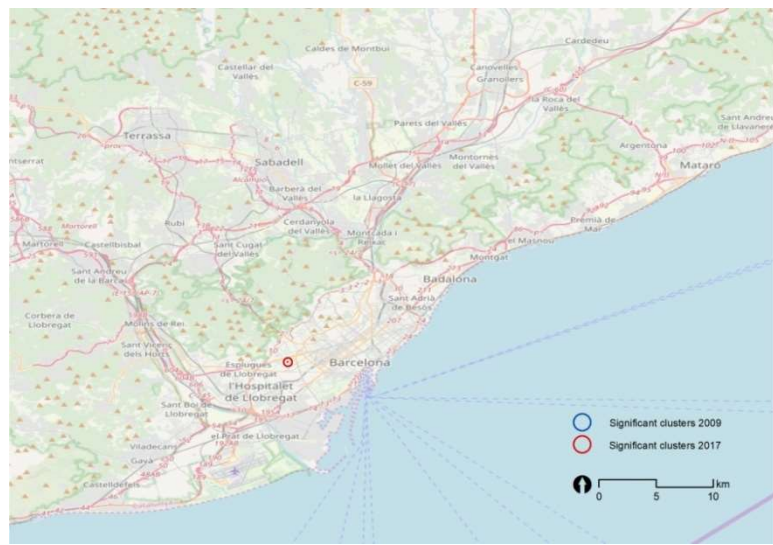 Caldes de Montbui
Cardedeu
Castellar del
Vallès
Canovelles
Granollers
C-59
la Roca del
Vallès
Sant Andreu
de Llavaneres
Terrassa
Parets del Vallès
Argentona
Sabadell
Mollet del Vallès
Montornès
del Vallès
Mataró
Barberà del
Vallès
la Llagosta
Rubí
Cerdanyola
del Vallès
Montcada i
Reixac
Premià de
Mar
Martorell
Martorell
Castellbisbal
Sant Cugat
del Vallès
el Masnou
Montgat
Sant Andreu
de la Barca
Badalona
Sant Adrià
de Besòs
Corbera de
Llobregat
Molins de Rei
Sant Vicenç
dels Horts
Esplugues
de Llobregat
Barcelona
l'Hospitalet
de Llobregat
Sant Boi de
Llobregat
el Prat de Llobregat
Viladecans
Gavà
Castelldefels
Significant clusters 2009
Significant clusters 2017
0 5 10 km